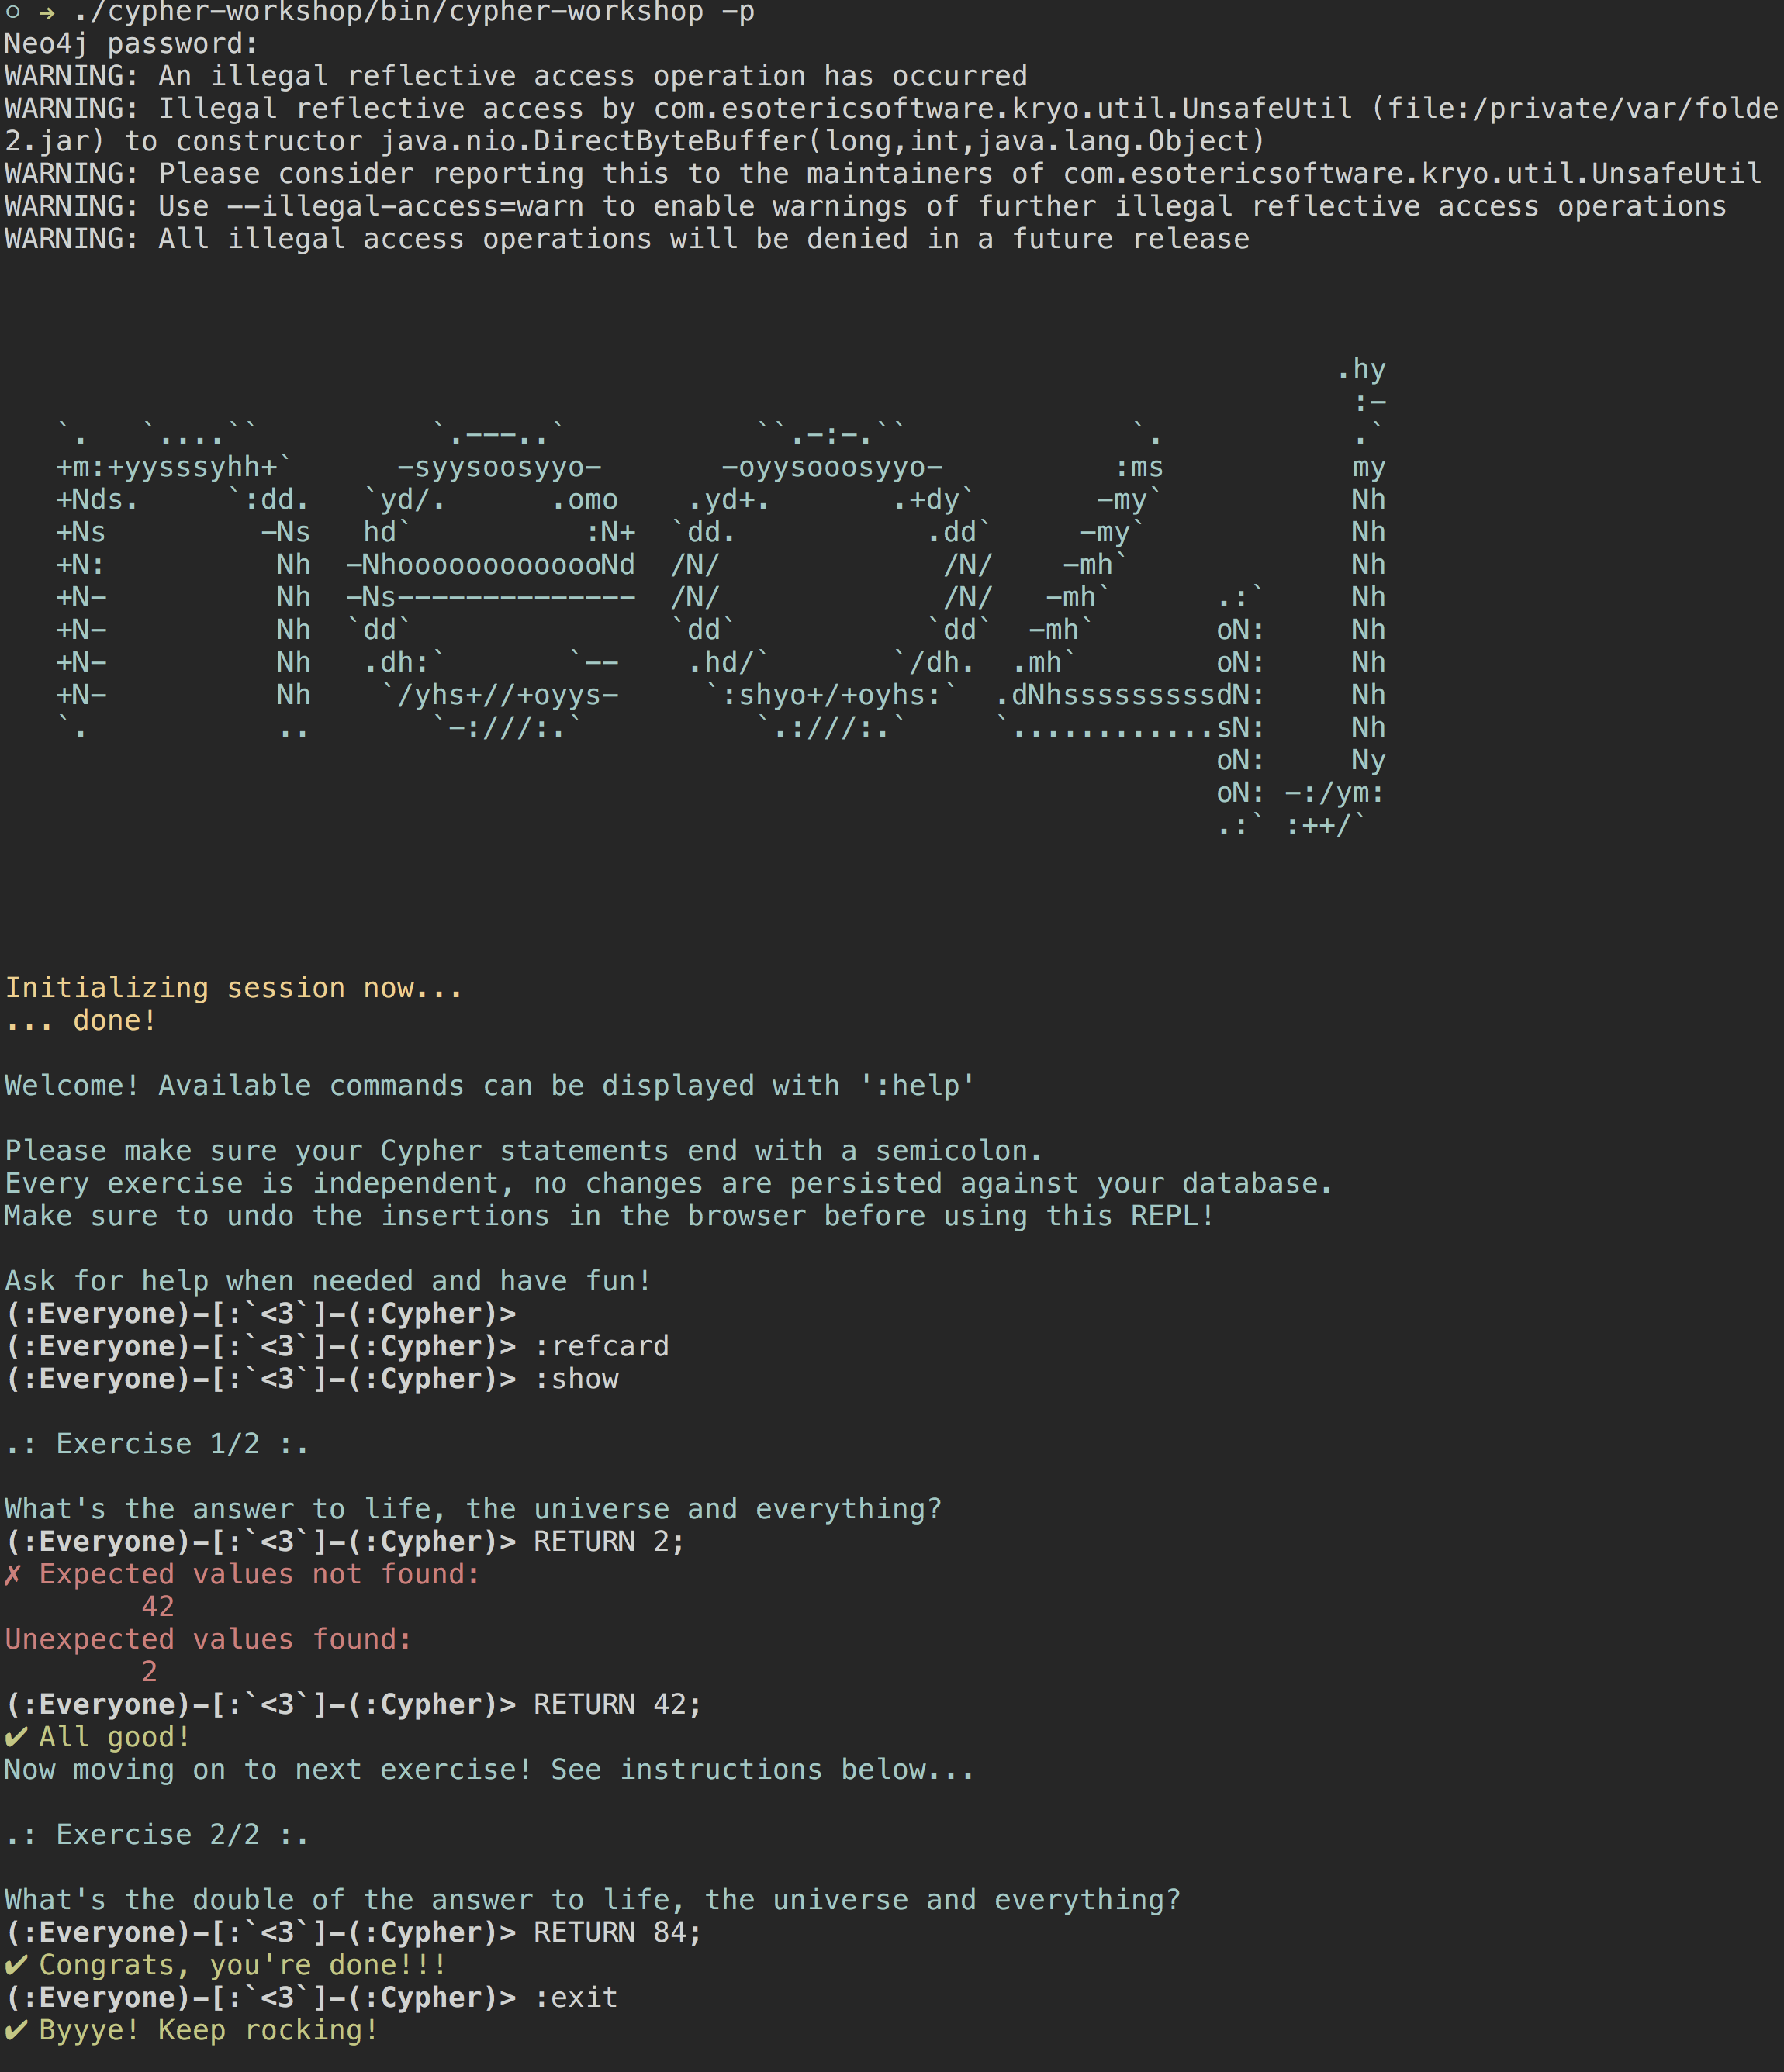 ○ → ./cypher-workshop/bin/cypher-workshop -p
Neo4j password:
WARNING: An illegal reflective access operation has occurred
WARNING: Illegal reflective access by com.esotericsoftware.kryo.util.UnsafeUtil (file:/private/var/folde
2.jar) to constructor java.nio.DirectByteBuffer(long,int,java.lang.Object)
WARNING: Please consider reporting this to the maintainers of com.esotericsoftware.kryo.util.UnsafeUtil
WARNING: Use --illegal-access=warn to enable warnings of further illegal reflective access operations
WARNING: All illegal access operations will be denied in a future release
                                                                              .hy
                                                                               :-
   `.   `....``          `.---..`           ``.-:-.``             `.           .`
   +m:+yysssyhh+`      -syysoosyyo-       -oyysooosyyo-          :ms           my
   +Nds.     `:dd.   `yd/.      .omo    .yd+.       .+dy`       -my`           Nh
   +Ns         -Ns   hd`          :N+  `dd.           .dd`     -my`            Nh
   +N:          Nh  -NhooooooooooooNd  /N/             /N/    -mh`             Nh
   +N-          Nh  -Ns--------------  /N/             /N/   -mh`      .:`     Nh
   +N-          Nh  `dd`               `dd`           `dd`  -mh`       oN:     Nh
   +N-          Nh   .dh:`       `--    .hd/`       `/dh.  .mh`        oN:     Nh
   +N-          Nh    `/yhs+//+oyys-     `:shyo+/+oyhs:`  .dNhsssssssssdN:     Nh
   `.           ..       `-:///:.`          `.:///:.`     `............sN:     Nh
                                                                       oN:     Ny
                                                                       oN: -:/ym:
                                                                       .:` :++/`
Initializing session now...
... done!
Welcome! Available commands can be displayed with ':help'
Please make sure your Cypher statements end with a semicolon.
Every exercise is independent, no changes are persisted against your database.
Make sure to undo the insertions in the browser before using this REPL!
Ask for help when needed and have fun!
(:Everyone)-[:`<3`]-(:Cypher)>
(:Everyone)-[:`<3`]-(:Cypher)> :refcard
(:Everyone)-[:`<3`]-(:Cypher)> :show
.: Exercise 1/2 :.
What's the answer to life, the universe and everything?
(:Everyone)-[:`<3`]-(:Cypher)> RETURN 2;
✗ Expected values not found:
        42
Unexpected values found:
        2
(:Everyone)-[:`<3`]-(:Cypher)> RETURN 42;
✔ All good!
Now moving on to next exercise! See instructions below...
.: Exercise 2/2 :.
What's the double of the answer to life, the universe and everything?
(:Everyone)-[:`<3`]-(:Cypher)> RETURN 84;
✔ Congrats, you're done!!!
(:Everyone)-[:`<3`]-(:Cypher)> :exit
✔ Byyye! Keep rocking!